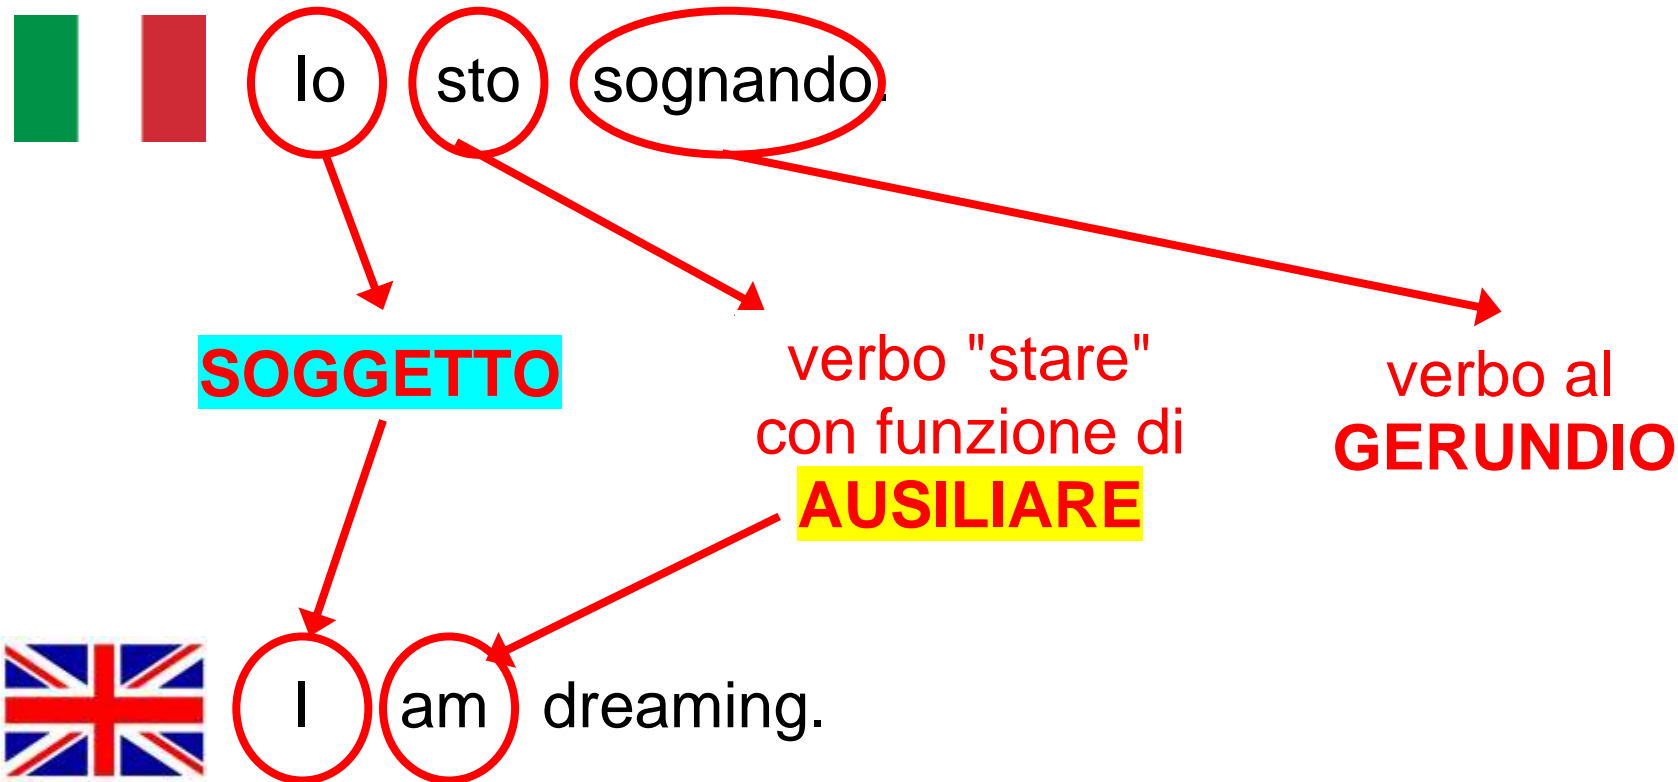 Io sto sognando.
SOGGETTO
verbo "stare"
con funzione di
AUSILIARE
verbo al
GERUNDIO
I am dreaming.